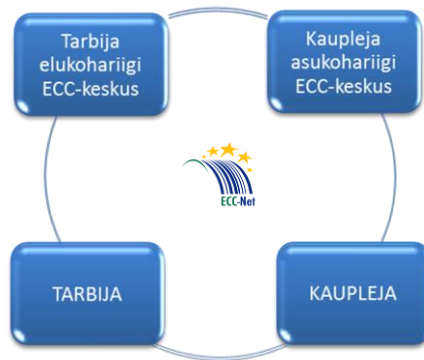 Tarbija
elukohariigi
ECC-keskus
Kaupleja
asukohariigi
ECC-keskus
ECC-Net
TARBIJA
KAUPLEJA